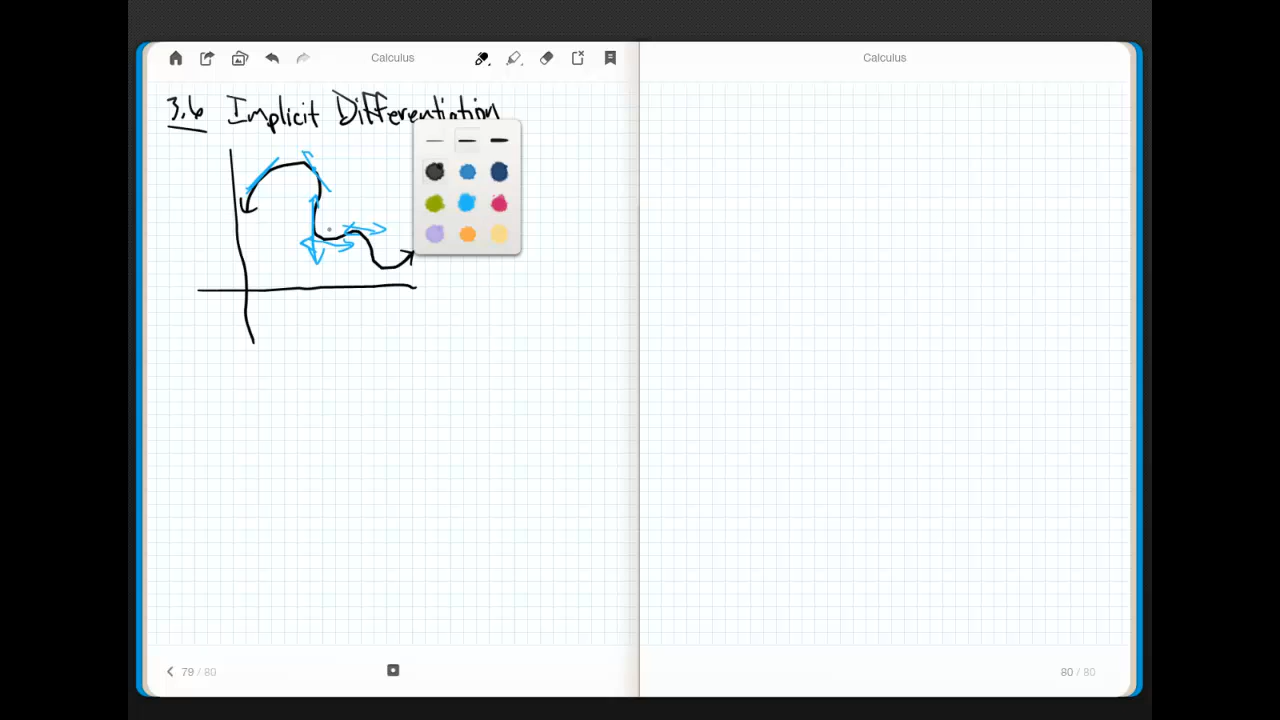 Calculus
Calculus
3.6 Implicit Differentiation
79 / 80
80 / 80